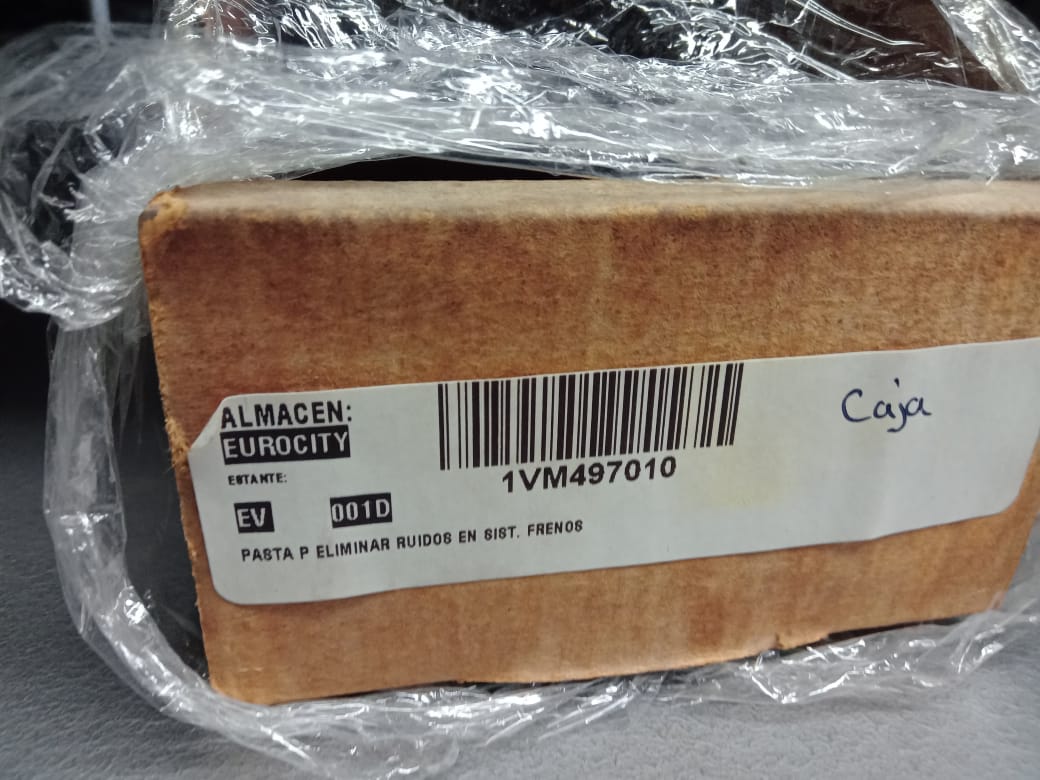 ALMACEN:
EUROCITY
ESTANTE:
EV 001D
PASTA P ELIMINAR RUIDOS EN SIST. FRENOS
1VM497010
Caja